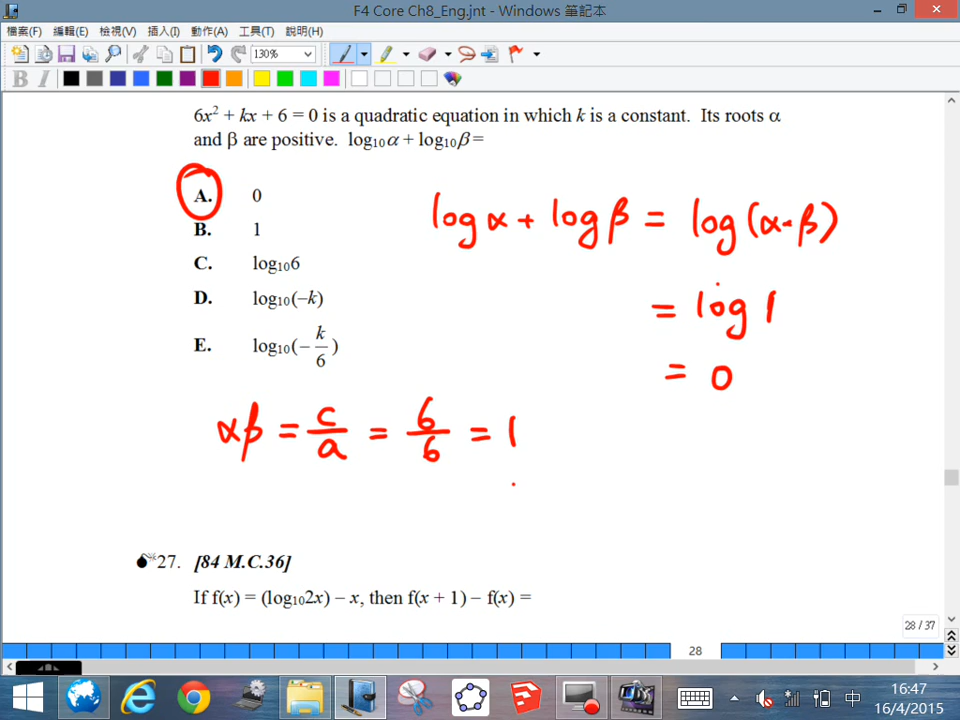 F4 Core Ch8_Eng.jnt - Windows 筆記本
檔案(F) 編輯(E) 檢視(V) 插入(I) 動作(A) 工具(T) 說明(H)
130%
B I
6x² + kx + 6 = 0 is a quadratic equation in which k is a constant. Its roots α
and β are positive. log₁₀α + log₁₀β =
A. 0
B. 1
C. log₁₀6
D. log₁₀(−k)
E. log₁₀(−k/6)
log α + log β = log (α · β)
= log 1
= 0
αβ = c/a = 6/6 = 1
27. [84 M.C.36]
If f(x) = (log₁₀2x) − x, then f(x + 1) − f(x) =
28 / 37
28
中
16:47
16/4/2015